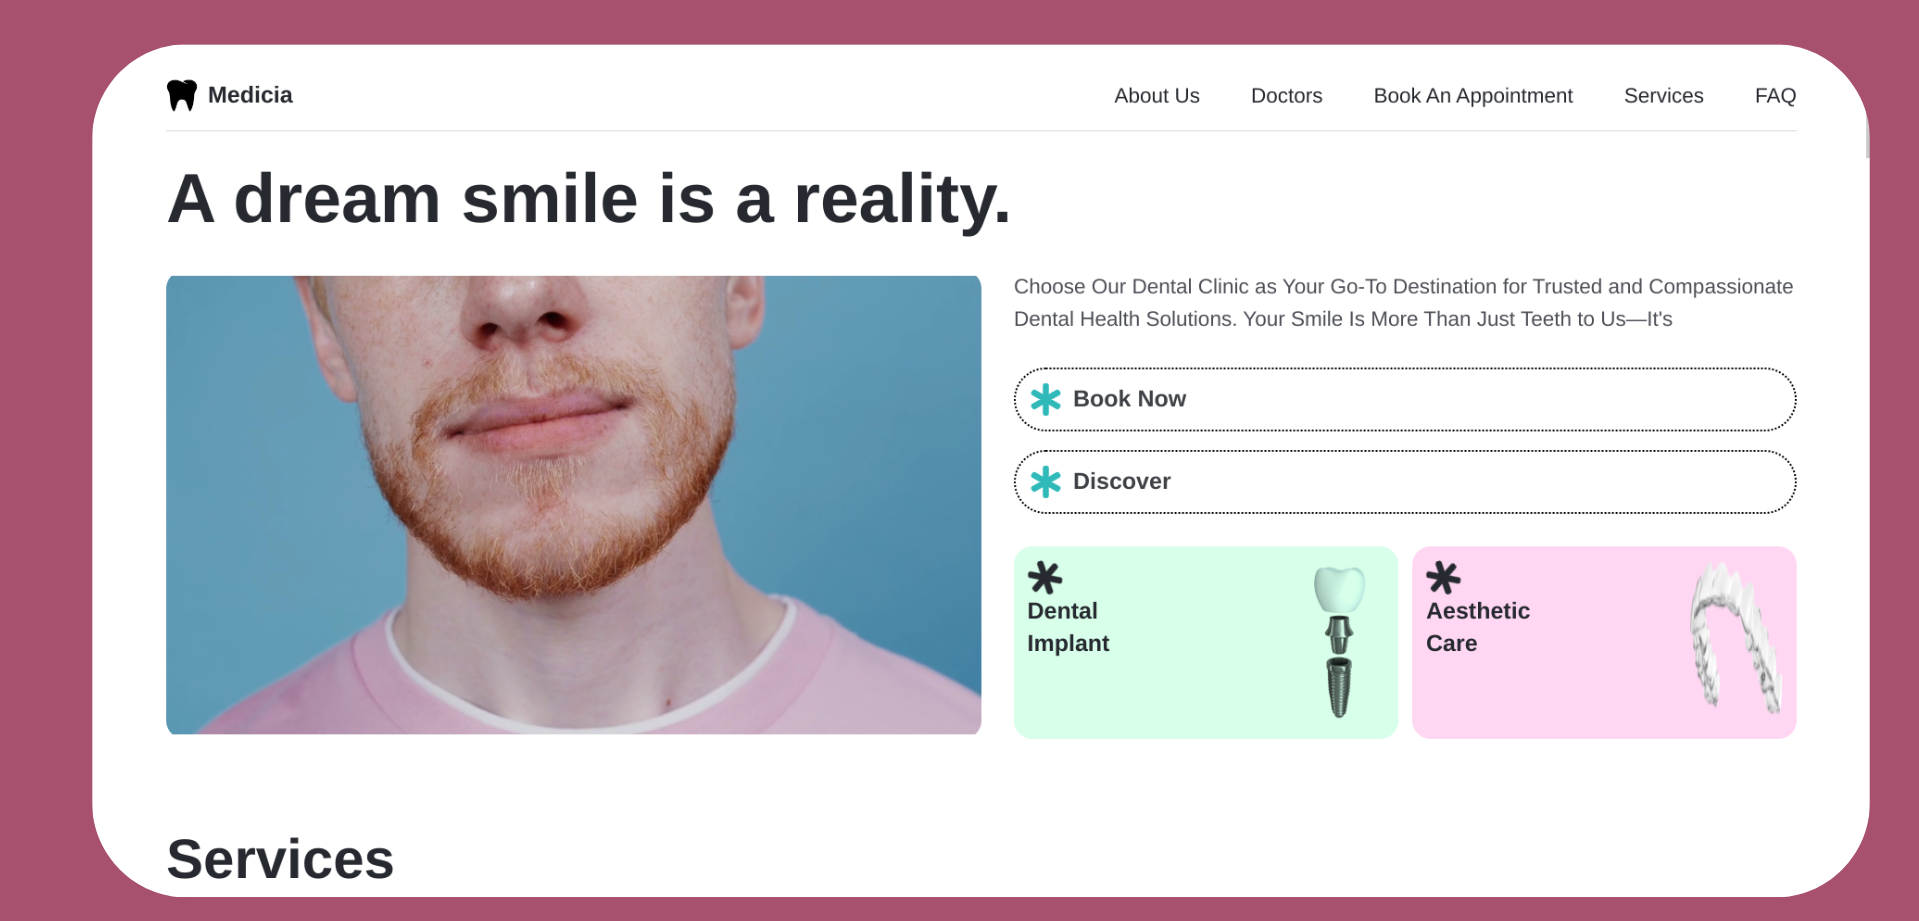 Medicia
About Us
Doctors
Book An Appointment
Services
FAQ
A dream smile is a reality.
Choose Our Dental Clinic as Your Go-To Destination for Trusted and Compassionate
Dental Health Solutions. Your Smile Is More Than Just Teeth to Us—It's
Book Now
Discover
Dental
Implant
Aesthetic
Care
Services